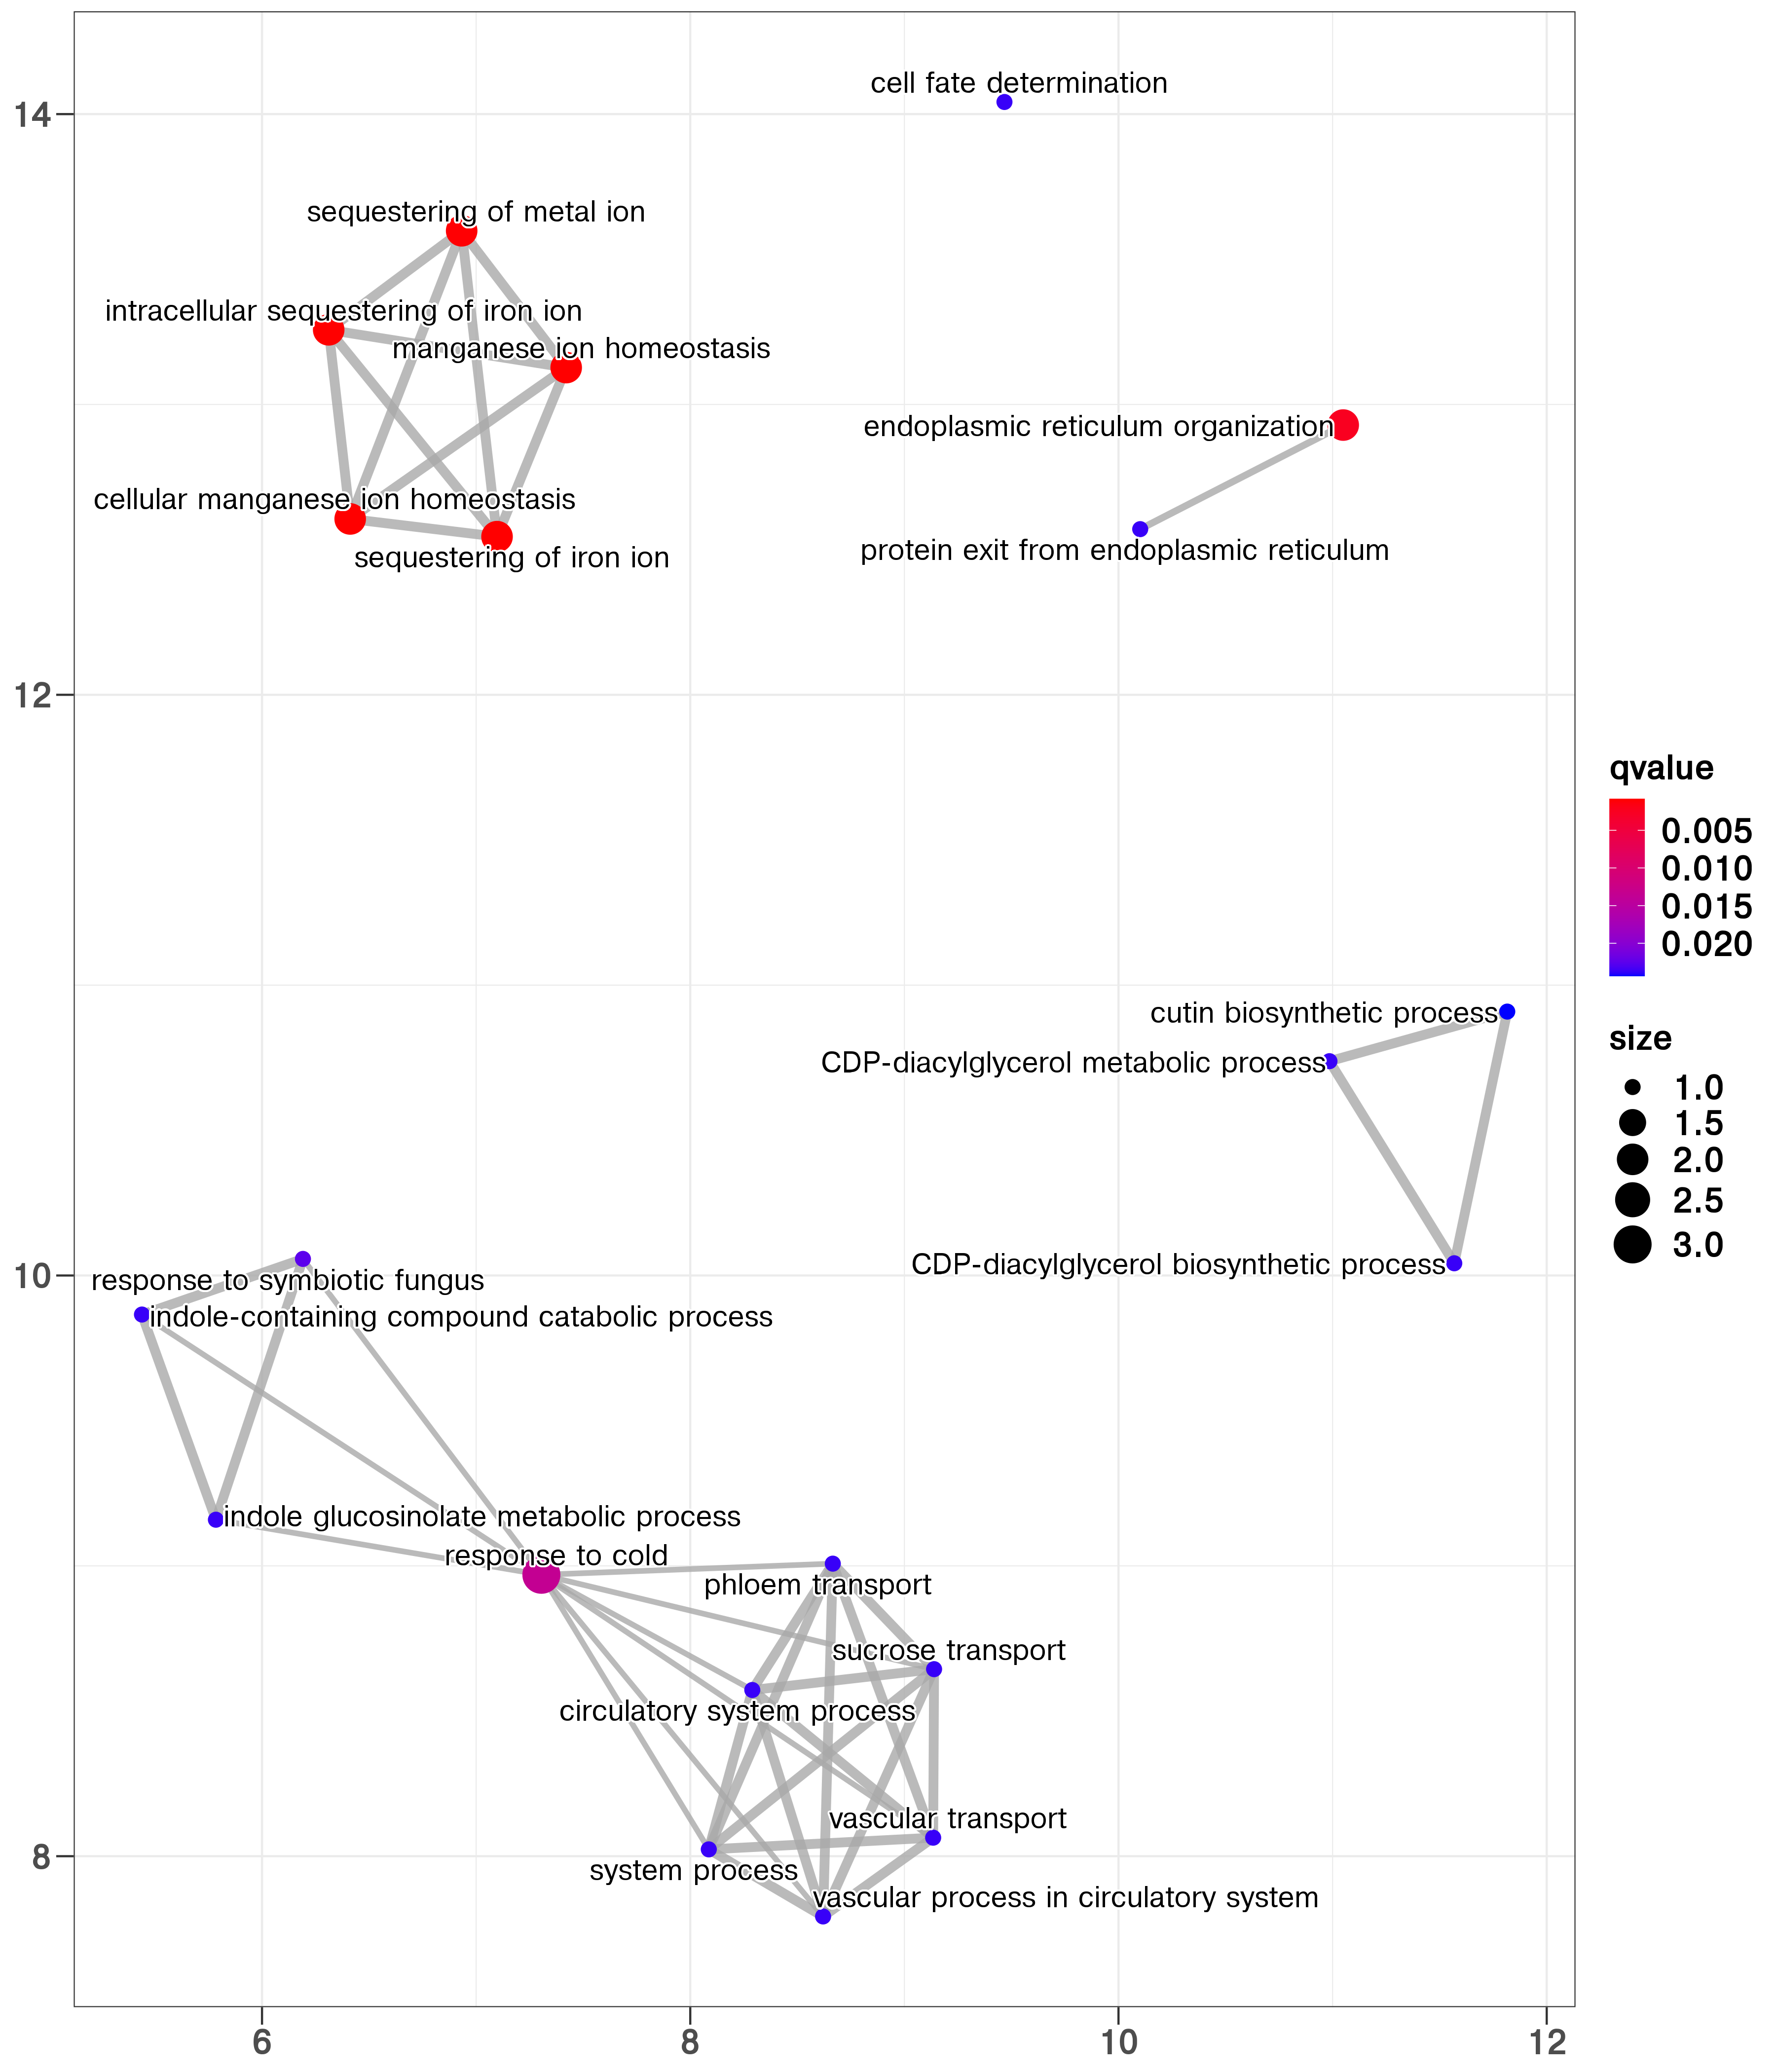 cell fate determination
14
sequestering of metal ion
intracellular sequestering of iron ion
manganese ion homeostasis
endoplasmic reticulum organization
cellular manganese ion homeostasis
protein exit from endoplasmic reticulum
sequestering of iron ion
12
qvalue
0.005
0.010
0.015
0.020
cutin biosynthetic process
size
CDP-diacylglycerol metabolic process
1.0
1.5
2.0
2.5
3.0
CDP-diacylglycerol biosynthetic process
10
response to symbiotic fungus
indole-containing compound catabolic process
indole glucosinolate metabolic process
response to cold
phloem transport
sucrose transport
circulatory system process
vascular transport
8
system process
vascular process in circulatory system
6
8
10
12